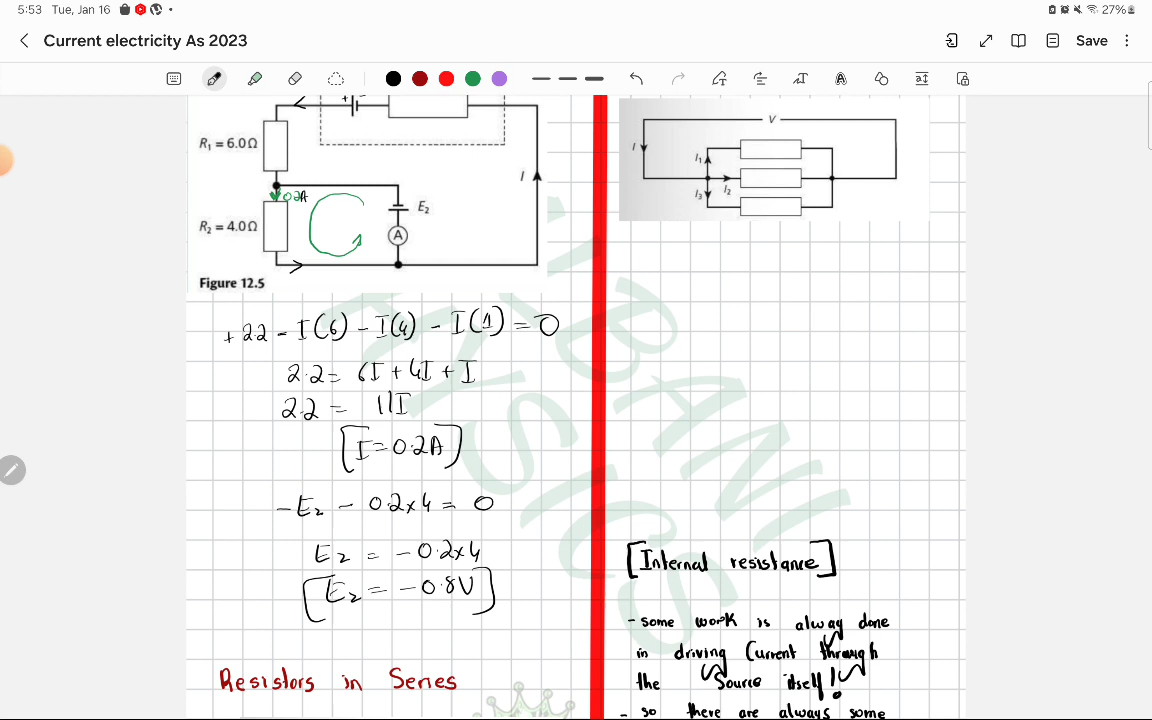 5:53 Tue, Jan 16
27%
Current electricity As 2023
Save
R₁ = 6.0Ω
0.2A
I
E₂
R₂ = 4.0Ω
A
Figure 12.5
+2.2 - I(6) - I(4) - I(1) = 0
2.2 = 6I + 4I + I
2.2 = 11I
[I = 0.2A]
-E₂ - 0.2×4 = 0
E₂ = -0.2×4
[E₂ = -0.8V]
Resistors in Series
V
I
I₁
I₂
I₃
[Internal resistance]
- some work is alway done
in driving Current through
the Source itself!
- so there are always some
BANI
YSICS